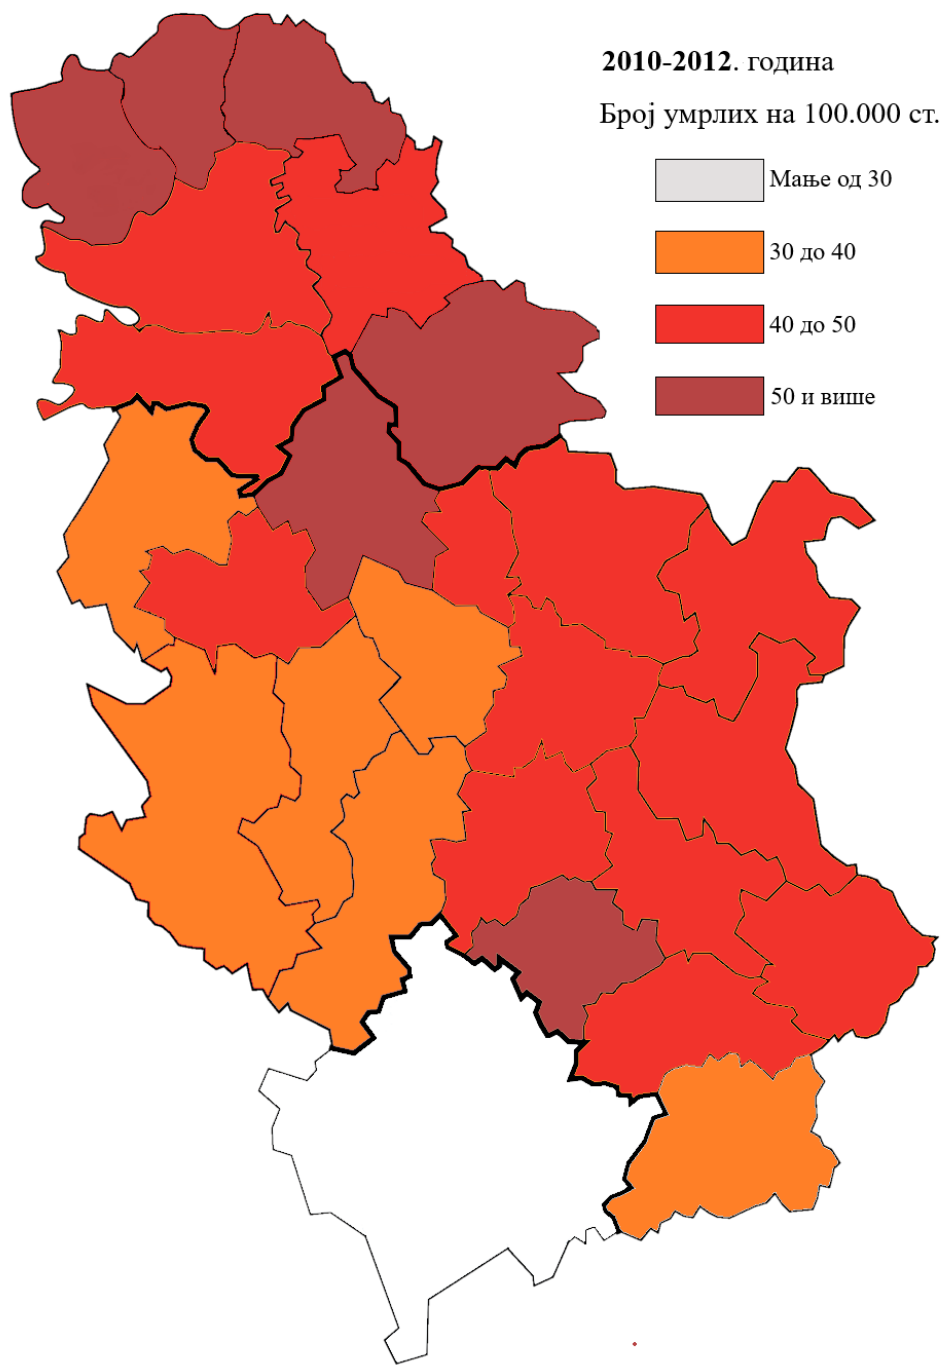 2010-2012. година
Број умрлих на 100.000 ст.
Мање од 30
30 до 40
40 до 50
50 и више